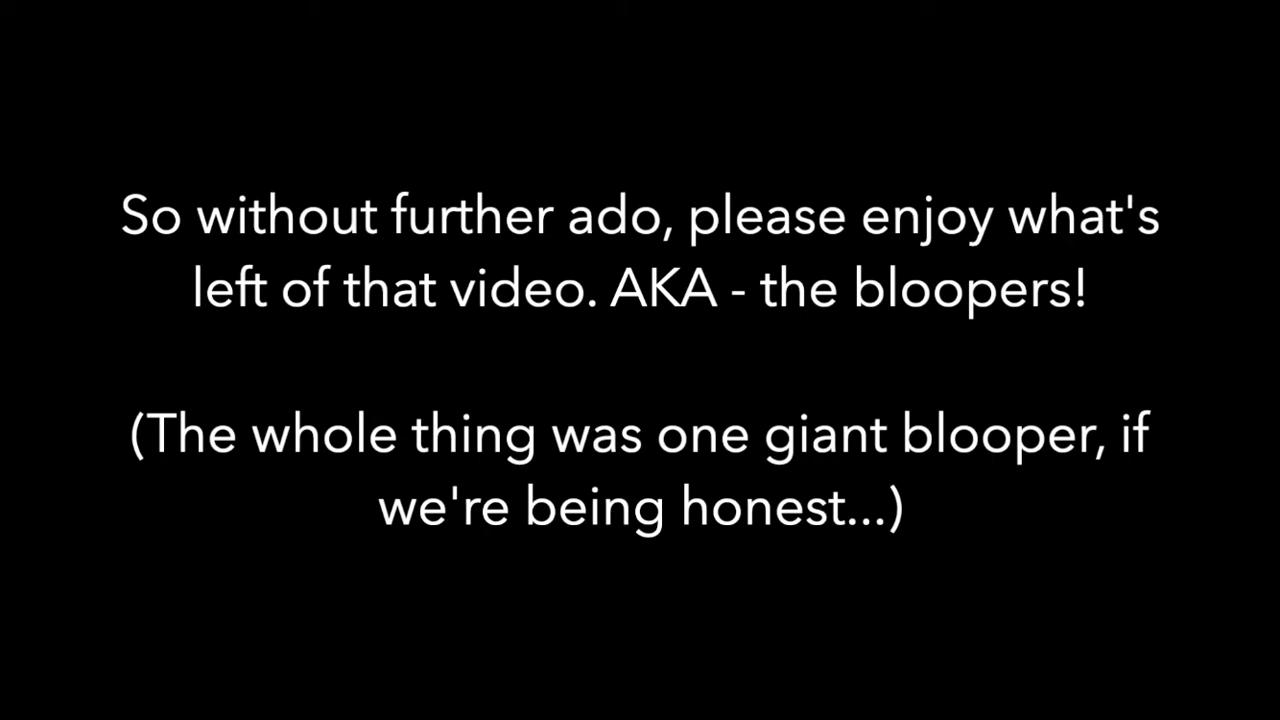 So without further ado, please enjoy what's
left of that video. AKA - the bloopers!
(The whole thing was one giant blooper, if
we're being honest...)